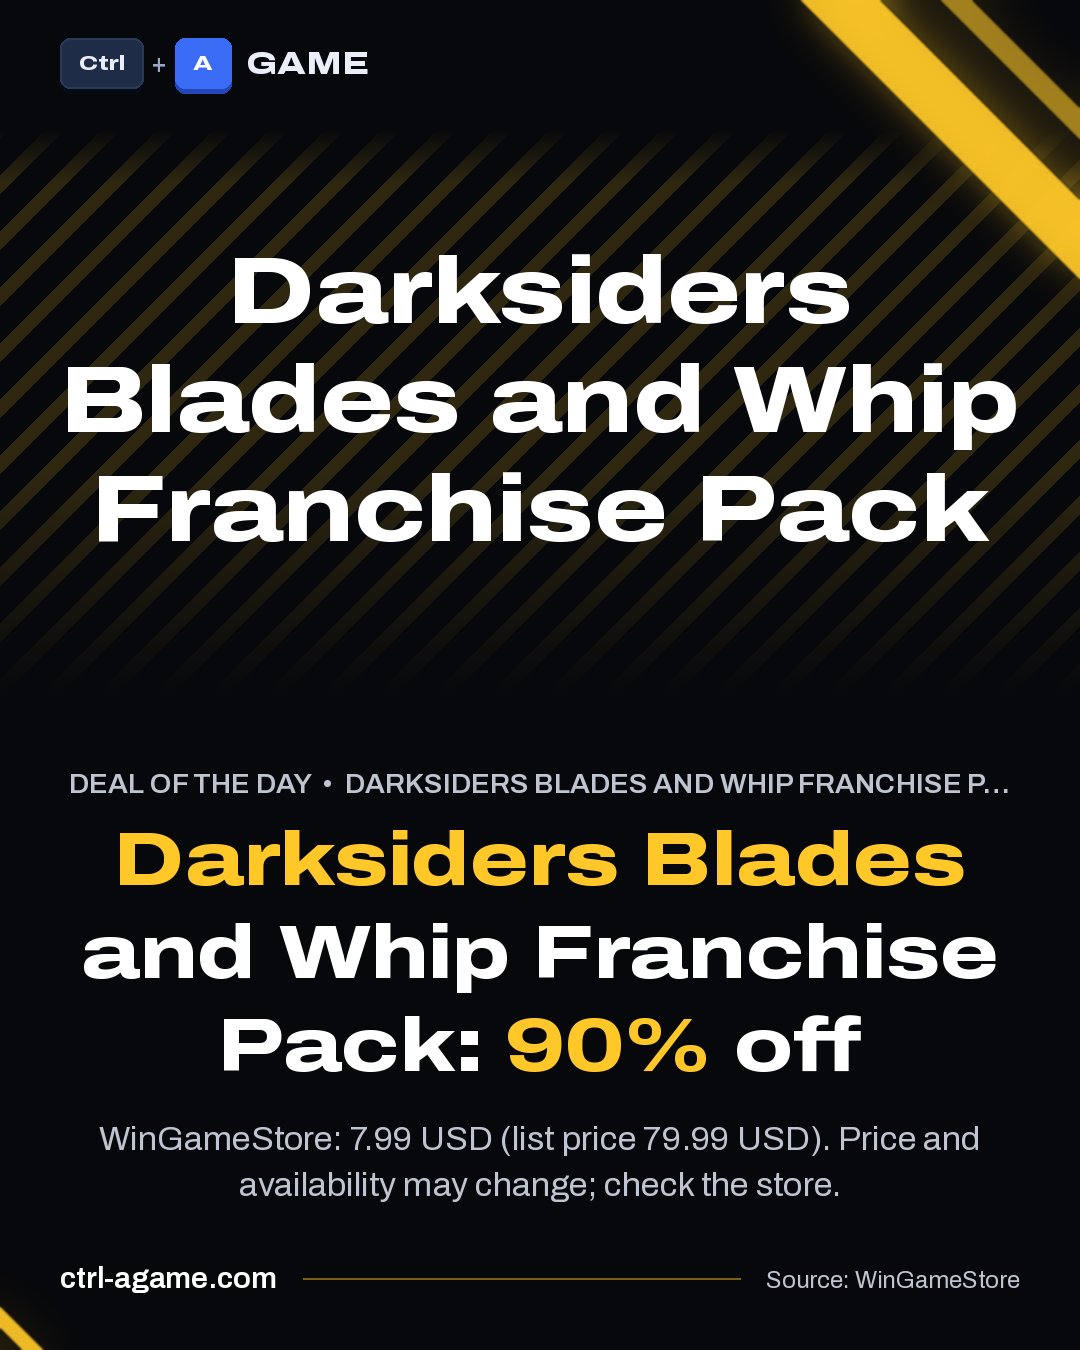 Ctrl + A GAME
Darksiders
Blades and Whip
Franchise Pack
DEAL OF THE DAY • DARKSIDERS BLADES AND WHIP FRANCHISE P...
Darksiders Blades
and Whip Franchise
Pack: 90% off
WinGameStore: 7.99 USD (list price 79.99 USD). Price and
availability may change; check the store.
ctrl-agame.com
Source: WinGameStore